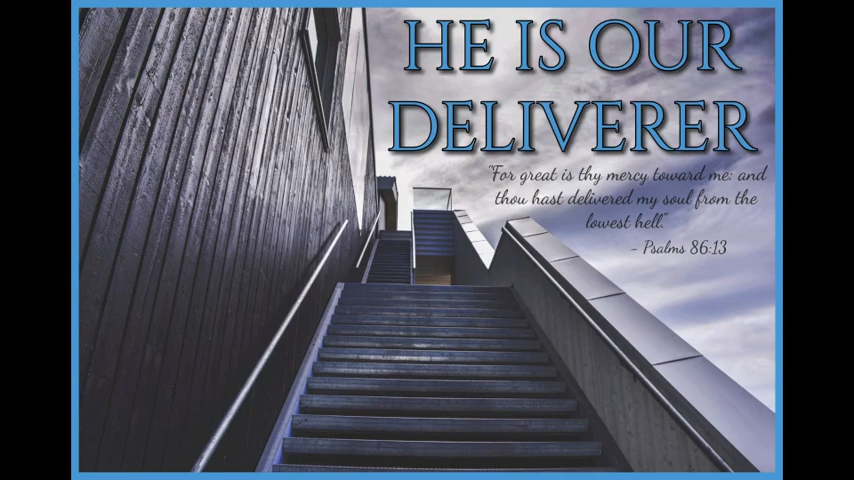 HE IS OUR
DELIVERER
"For great is thy mercy toward me: and
thou hast delivered my soul from the
lowest hell."
- Psalms 86:13